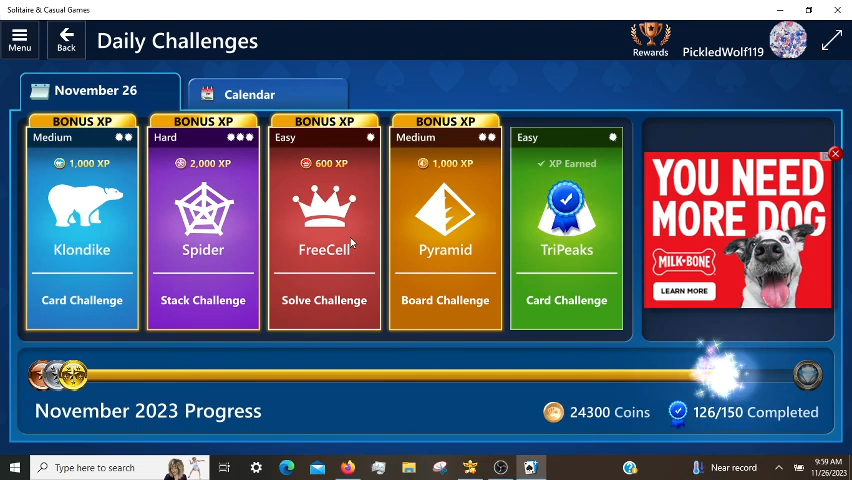 Solitaire & Casual Games
Menu
Back
Daily Challenges
Rewards
PickledWolf119
November 26
Calendar
BONUS XP
Medium
1,000 XP
Klondike
Card Challenge
BONUS XP
Hard
2,000 XP
Spider
Stack Challenge
BONUS XP
Easy
600 XP
FreeCell
Solve Challenge
BONUS XP
Medium
1,000 XP
Pyramid
Board Challenge
Easy
XP Earned
TriPeaks
Card Challenge
YOU NEED
MORE DOG
MILK-BONE
LEARN MORE
November 2023 Progress
24300 Coins
126/150 Completed
Type here to search
Near record
9:59 AM
11/26/2023